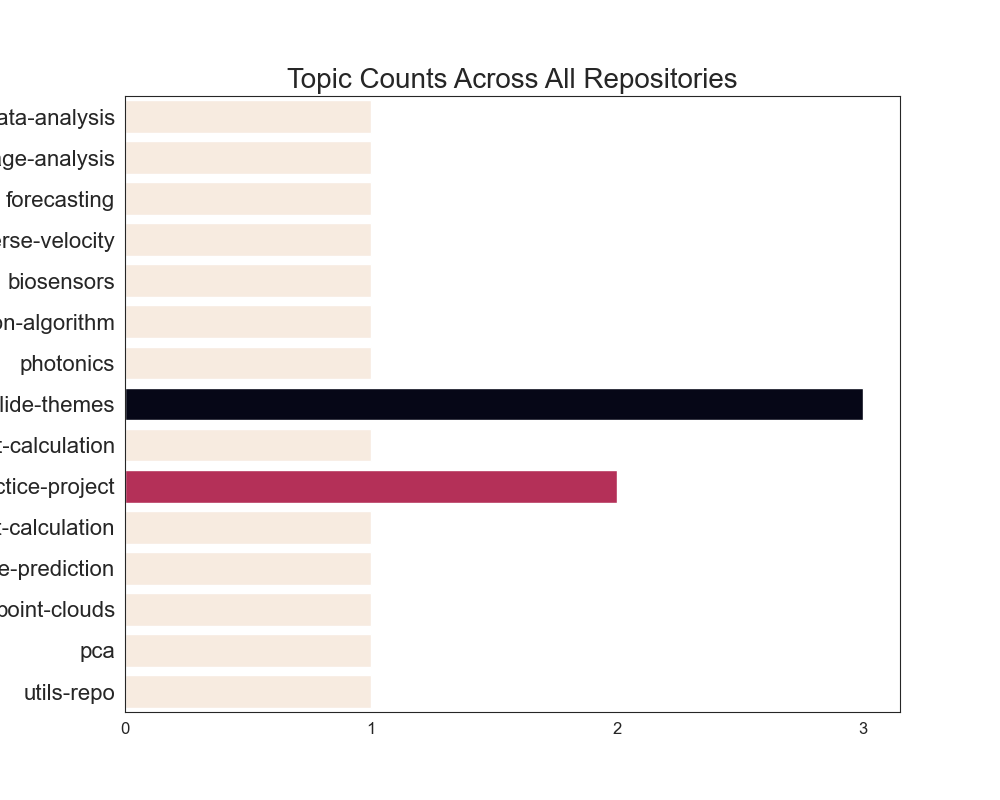 Topic Counts Across All Repositories
ata-analysis
age-analysis
forecasting
erse-velocity
biosensors
on-algorithm
photonics
lide-themes
t-calculation
ctice-project
t-calculation
e-prediction
point-clouds
pca
utils-repo
0 1 2 3